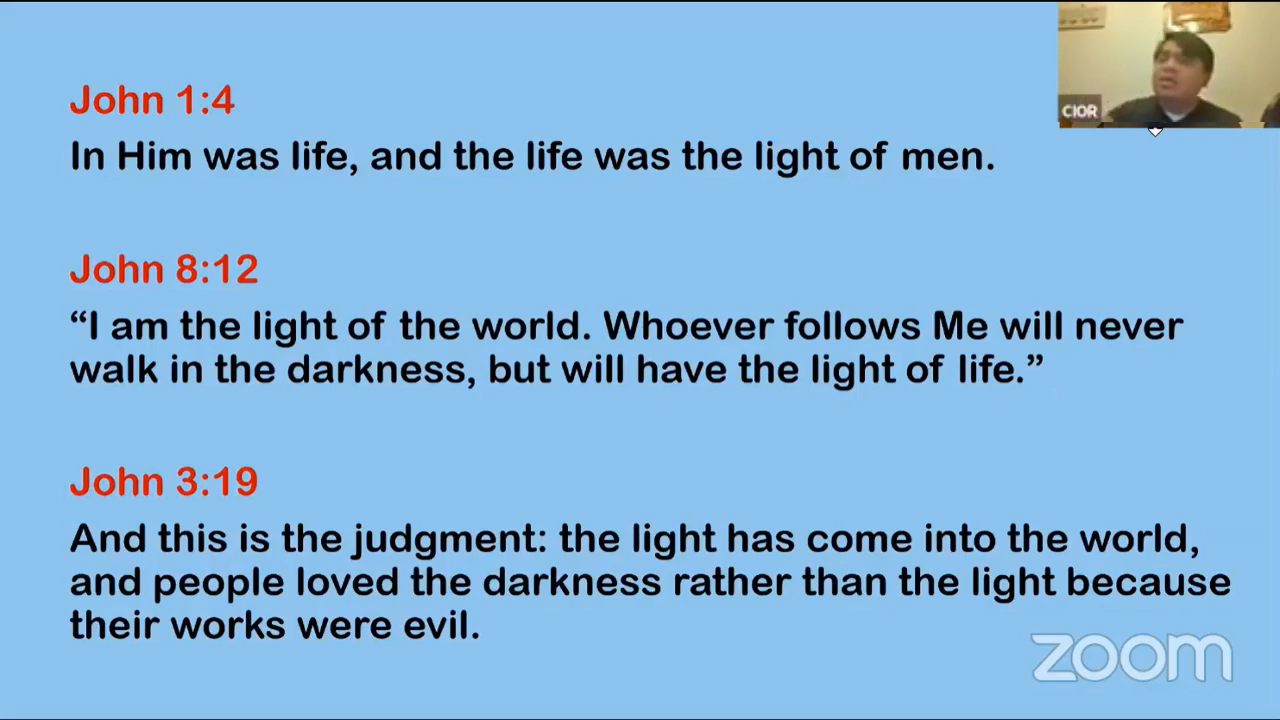 John 1:4
In Him was life, and the life was the light of men.
John 8:12
“I am the light of the world. Whoever follows Me will never
walk in the darkness, but will have the light of life.”
John 3:19
And this is the judgment: the light has come into the world,
and people loved the darkness rather than the light because
their works were evil.
CIOR
zoom